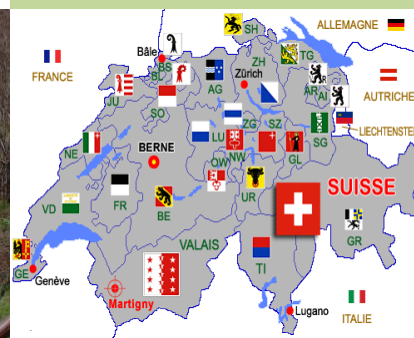 ALLEMAGNE
SH
Bâle
FRANCE
BS
BL
ZH
TG
AG
Zürich
AR
AI
AUTRICHE
JU
SO
LIECHTENSTEIN
ZG
SZ
SG
LU
NE
BERNE
NW
OW
GL
UR
SUISSE
VD
FR
BE
GR
VALAIS
TI
GE
Genève
Martigny
Lugano
ITALIE